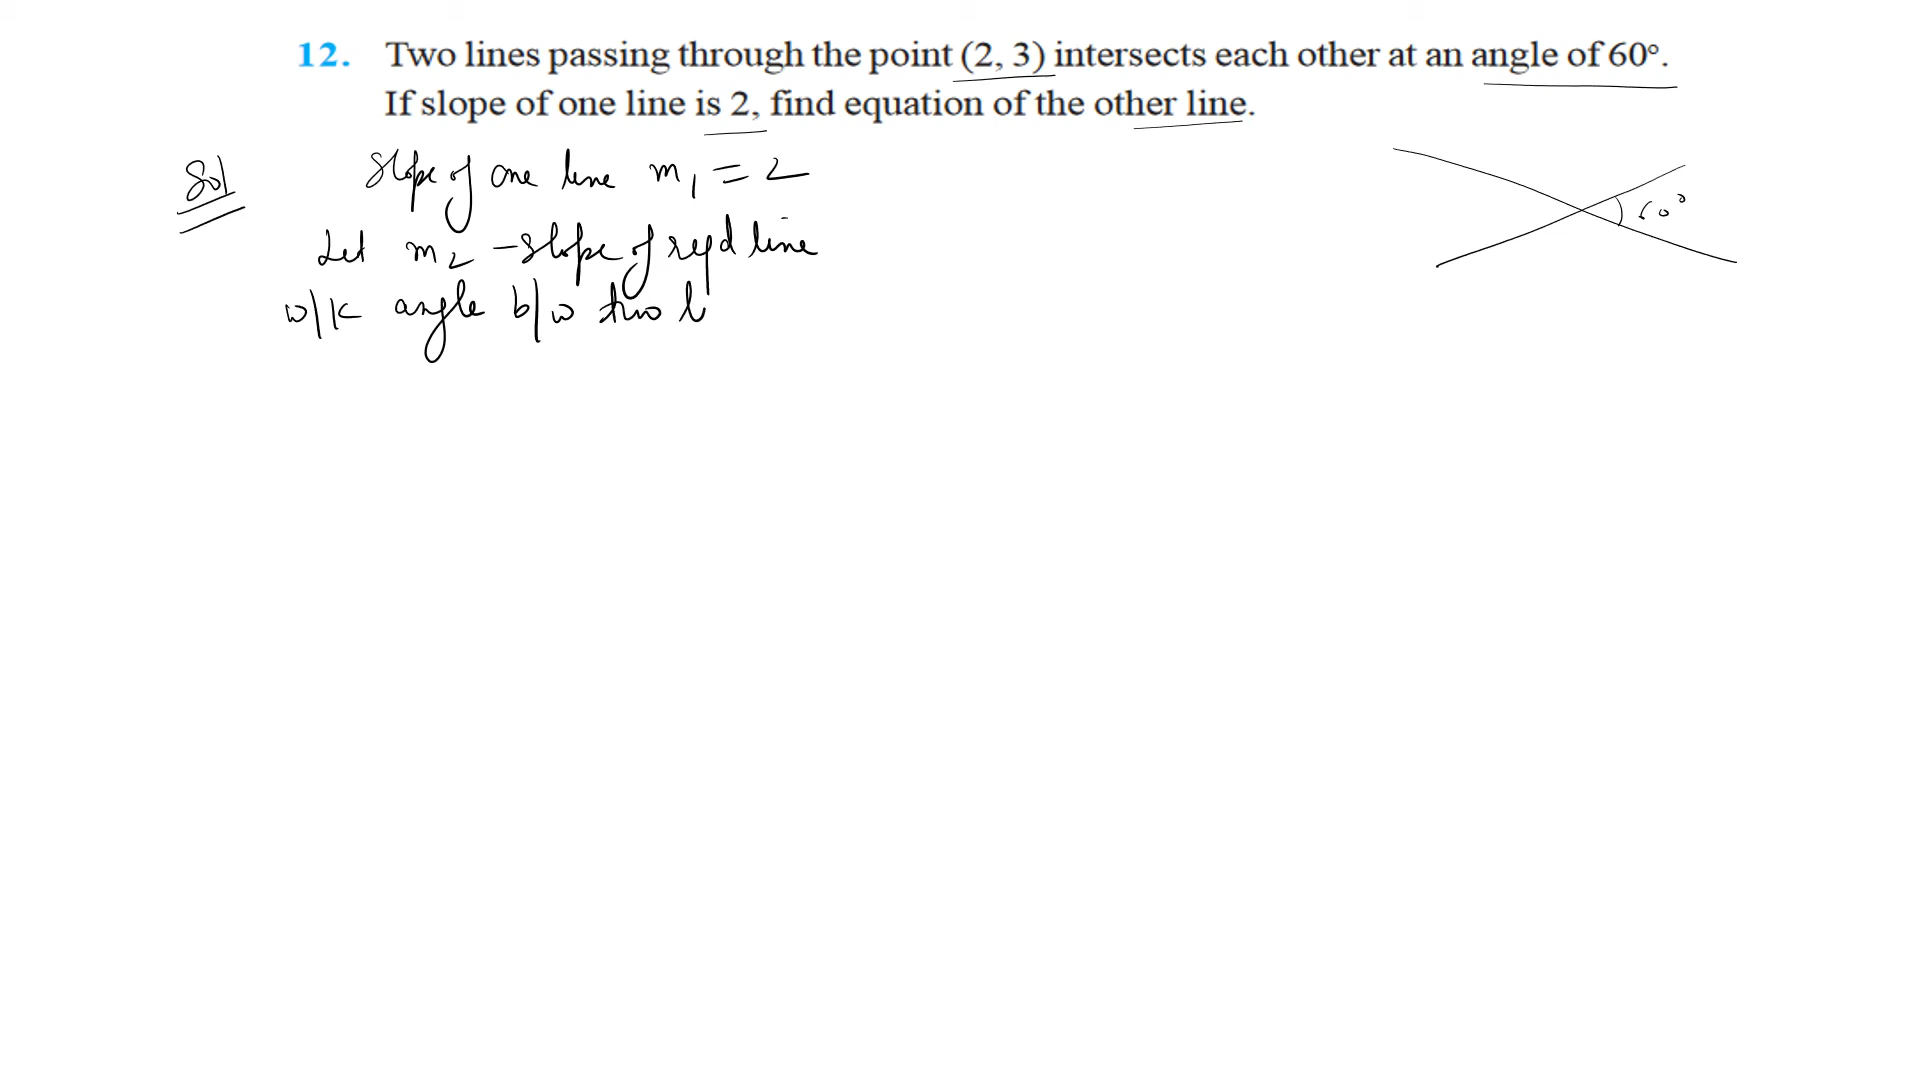 12. Two lines passing through the point (2, 3) intersects each other at an angle of 60°.
If slope of one line is 2, find equation of the other line.
Sol
slope of one line m₁ = 2
60°
Let m₂ - slope of reqd line
w/k angle b/w two l